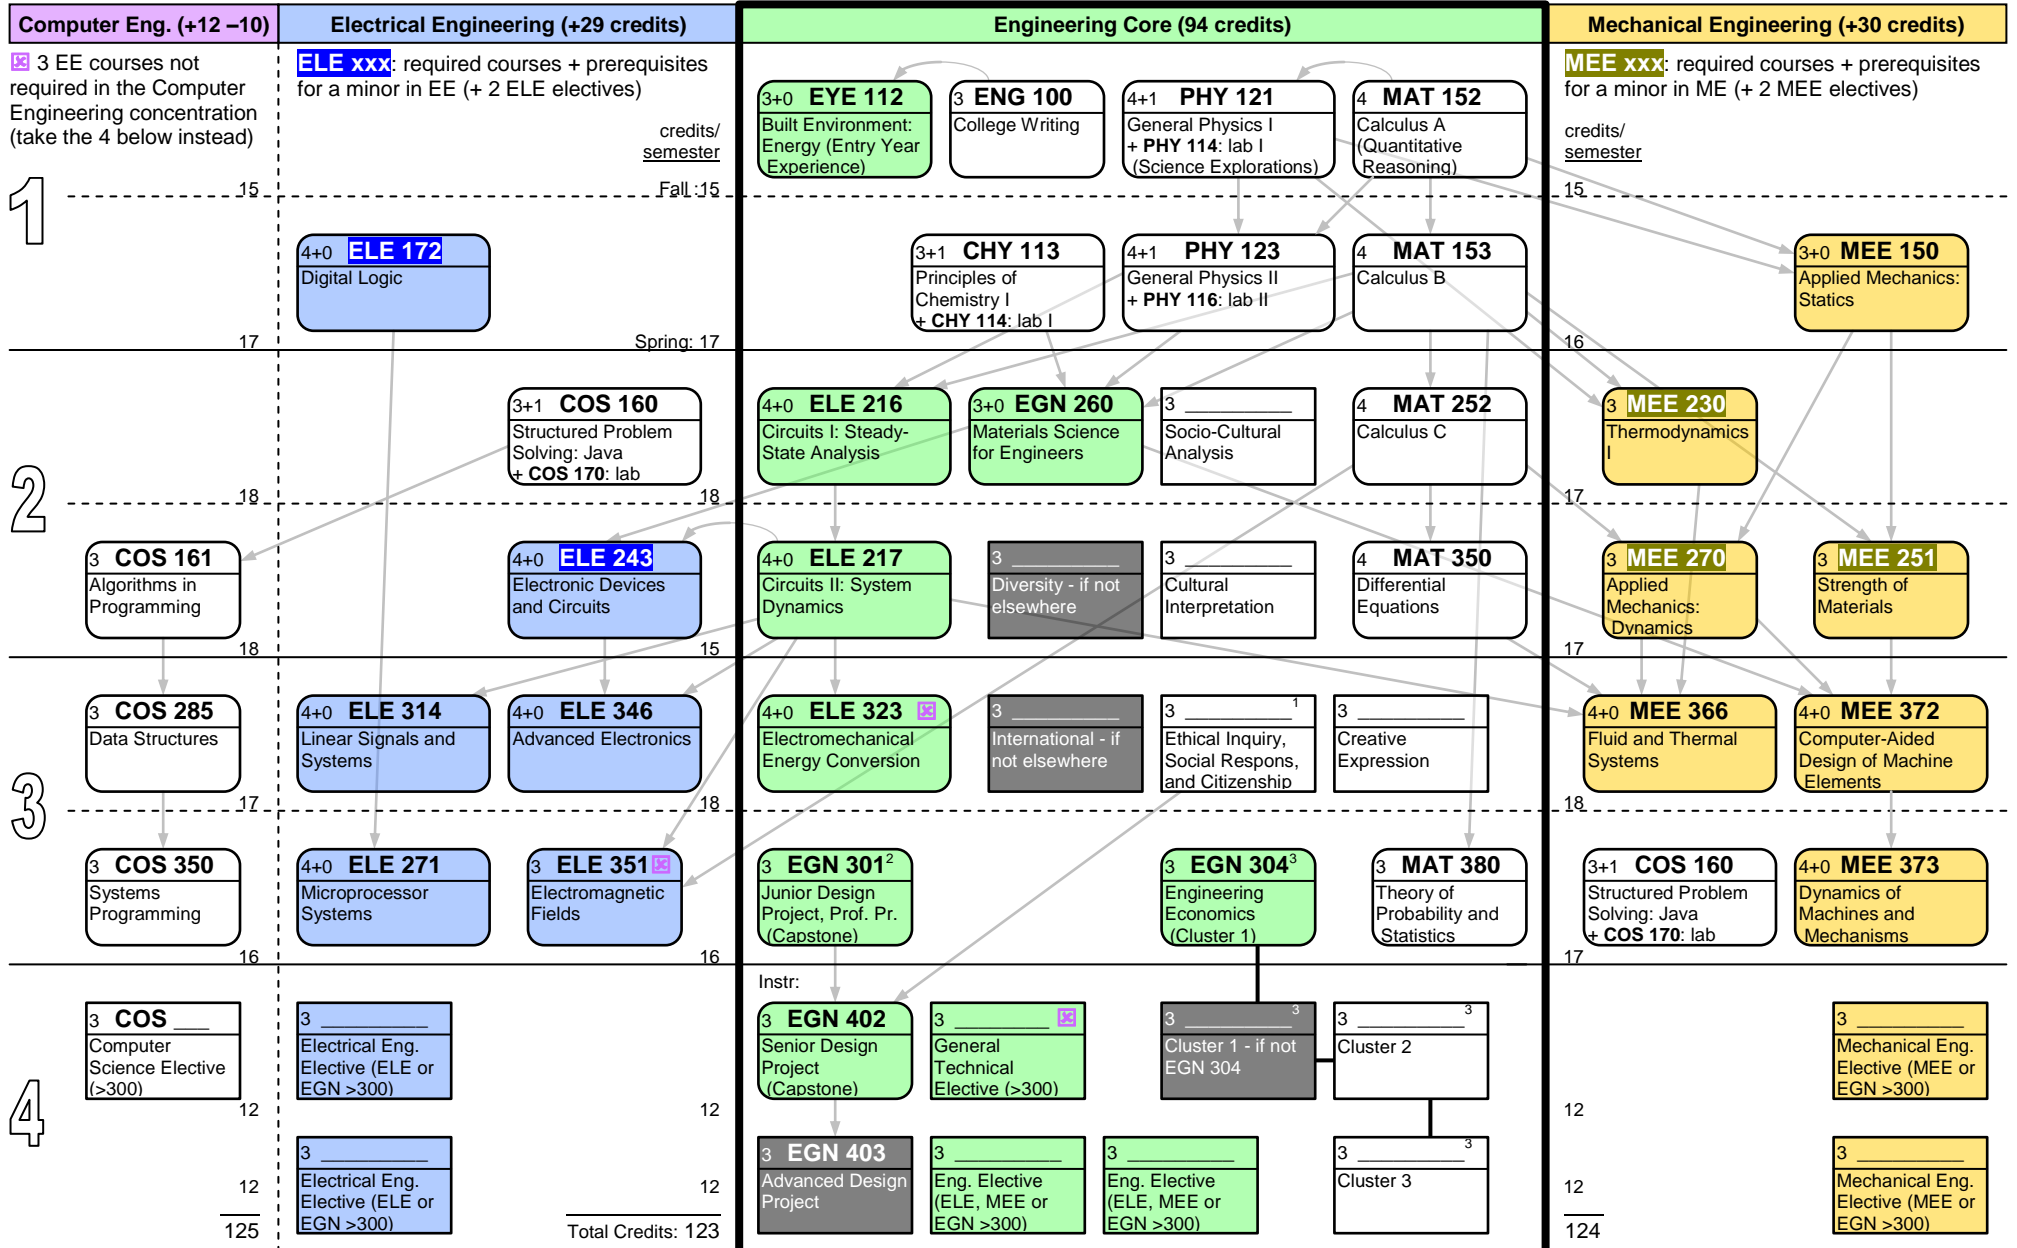 Computer Eng. (+12 –10)
Electrical Engineering (+29 credits)
Engineering Core (94 credits)
Mechanical Engineering (+30 credits)
3 EE courses not
required in the Computer
Engineering concentration
(take the 4 below instead)
ELE xxx: required courses + prerequisites
for a minor in EE (+ 2 ELE electives)
credits/
semester
MEE xxx: required courses + prerequisites
for a minor in ME (+ 2 MEE electives)
credits/
semester
1
3+0 EYE 112
Built Environment:
Energy (Entry Year
Experience)
3 ENG 100
College Writing
4+1 PHY 121
General Physics I
+ PHY 114: lab I
(Science Explorations)
4 MAT 152
Calculus A
(Quantitative
Reasoning)
15
Fall :15
15
4+0 ELE 172
Digital Logic
3+1 CHY 113
Principles of
Chemistry I
+ CHY 114: lab I
4+1 PHY 123
General Physics II
+ PHY 116: lab II
4 MAT 153
Calculus B
3+0 MEE 150
Applied Mechanics:
Statics
17
Spring: 17
16
2
3+1 COS 160
Structured Problem
Solving: Java
+ COS 170: lab
4+0 ELE 216
Circuits I: Steady-
State Analysis
3+0 EGN 260
Materials Science
for Engineers
3 __________
Socio-Cultural
Analysis
4 MAT 252
Calculus C
3 MEE 230
Thermodynamics
I
18
18
17
3 COS 161
Algorithms in
Programming
4+0 ELE 243
Electronic Devices
and Circuits
4+0 ELE 217
Circuits II: System
Dynamics
3 __________
Diversity - if not
elsewhere
3 __________
Cultural
Interpretation
4 MAT 350
Differential
Equations
3 MEE 270
Applied
Mechanics:
Dynamics
3 MEE 251
Strength of
Materials
18
15
17
3
3 COS 285
Data Structures
4+0 ELE 314
Linear Signals and
Systems
4+0 ELE 346
Advanced Electronics
4+0 ELE 323
Electromechanical
Energy Conversion
3 __________
International - if
not elsewhere
3 __________ 1
Ethical Inquiry,
Social Respons,
and Citizenship
3 __________
Creative
Expression
4+0 MEE 366
Fluid and Thermal
Systems
4+0 MEE 372
Computer-Aided
Design of Machine
Elements
17
18
18
3 COS 350
Systems
Programming
4+0 ELE 271
Microprocessor
Systems
3 ELE 351
Electromagnetic
Fields
3 EGN 301 2
Junior Design
Project, Prof. Pr.
(Capstone)
3 EGN 304 3
Engineering
Economics
(Cluster 1)
3 MAT 380
Theory of
Probability and
Statistics
3+1 COS 160
Structured Problem
Solving: Java
+ COS 170: lab
4+0 MEE 373
Dynamics of
Machines and
Mechanisms
16
16
17
4
Instr:
3 COS ___
Computer
Science Elective
(>300)
3 __________
Electrical Eng.
Elective (ELE or
EGN >300)
3 EGN 402
Senior Design
Project
(Capstone)
3 __________
General
Technical
Elective (>300)
3 __________ 3
Cluster 1 - if not
EGN 304
3 __________ 3
Cluster 2
3 __________
Mechanical Eng.
Elective (MEE or
EGN >300)
12
12
12
3 __________
Electrical Eng.
Elective (ELE or
EGN >300)
3 EGN 403
Advanced Design
Project
3 __________
Eng. Elective
(ELE, MEE or
EGN >300)
3 __________
Eng. Elective
(ELE, MEE or
EGN >300)
3 __________ 3
Cluster 3
3 __________
Mechanical Eng.
Elective (MEE or
EGN >300)
12
12
12
125
Total Credits: 123
124